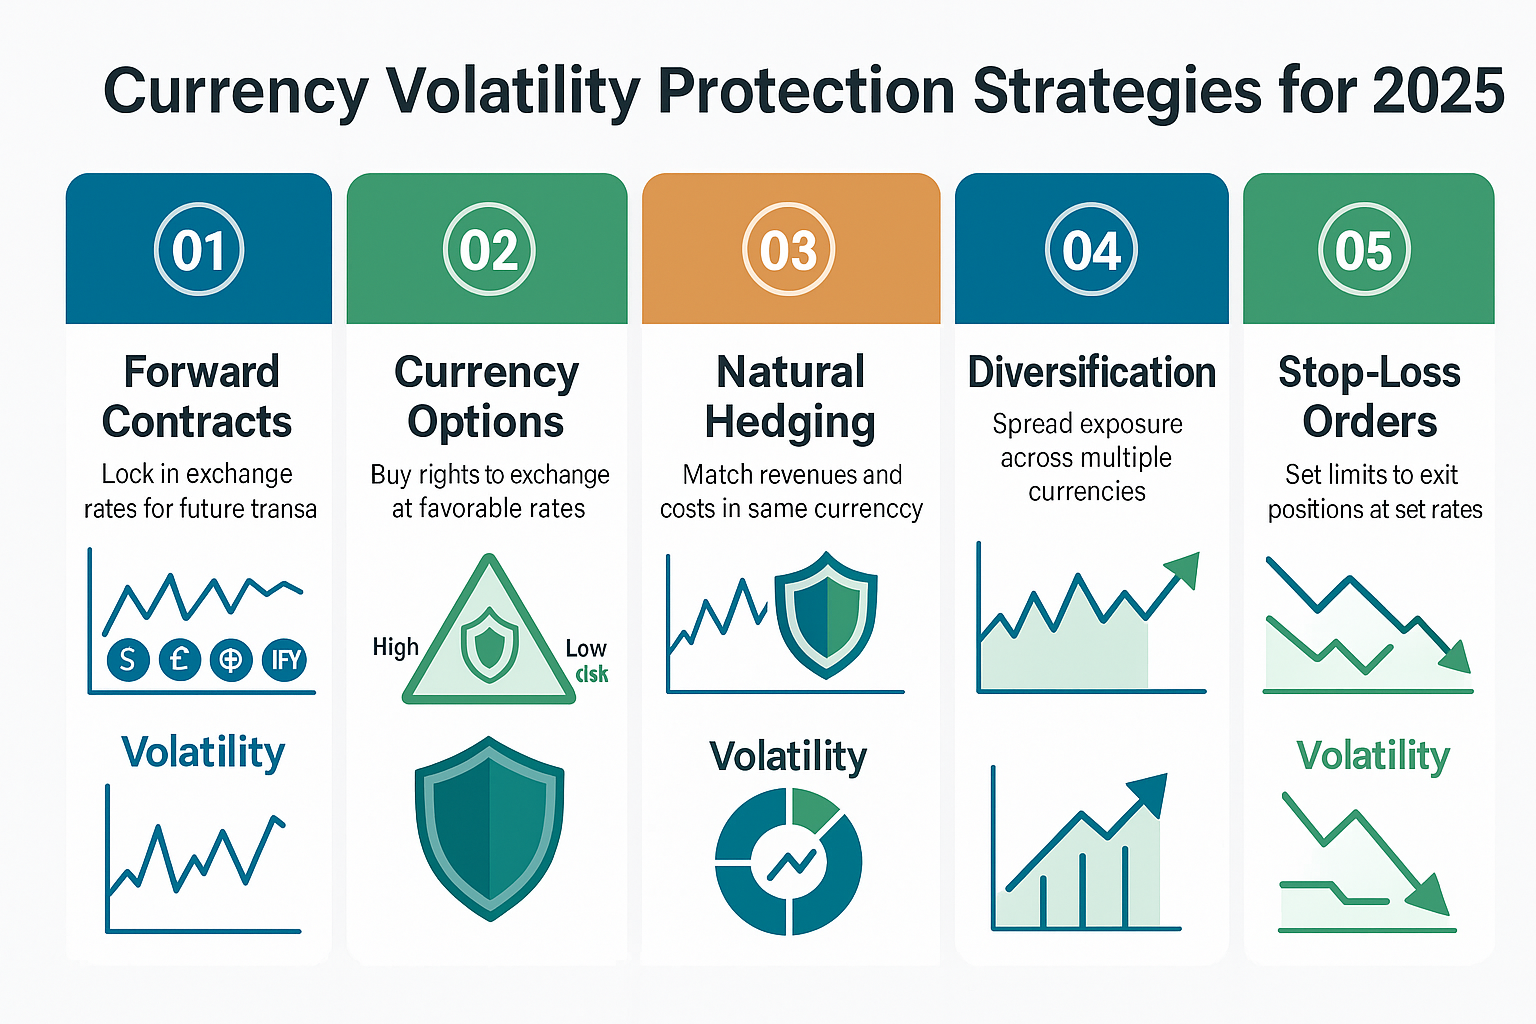 Currency Volatility Protection Strategies for 2025
01
Forward
Contracts
Lock in exchange
rates for future transa
S £ IFY
Volatility
02
Currency
Options
Buy rights to exchange
at favorable rates
High
Low
clsk
03
Natural
Hedging
Match revenues and
costs in same currenccy
Volatility
04
Diversification
Spread exposure
across multiple
currencies
05
Stop-Loss
Orders
Set limits to exit
positions at set rates
Volatility